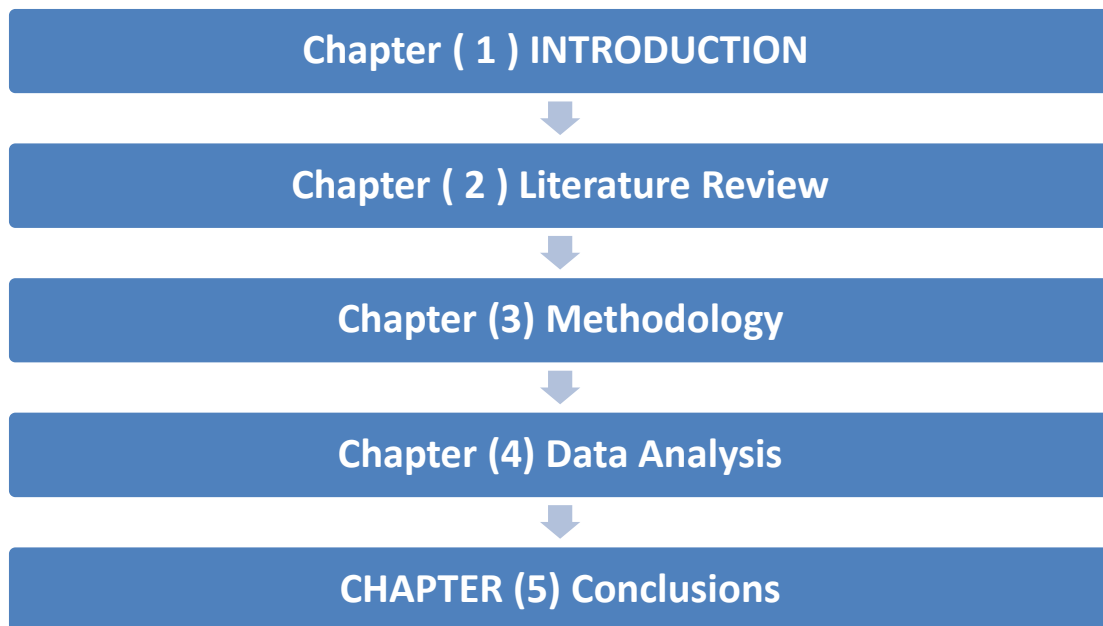 Chapter ( 1 ) INTRODUCTION
Chapter ( 2 ) Literature Review
Chapter (3) Methodology
Chapter (4) Data Analysis
CHAPTER (5) Conclusions